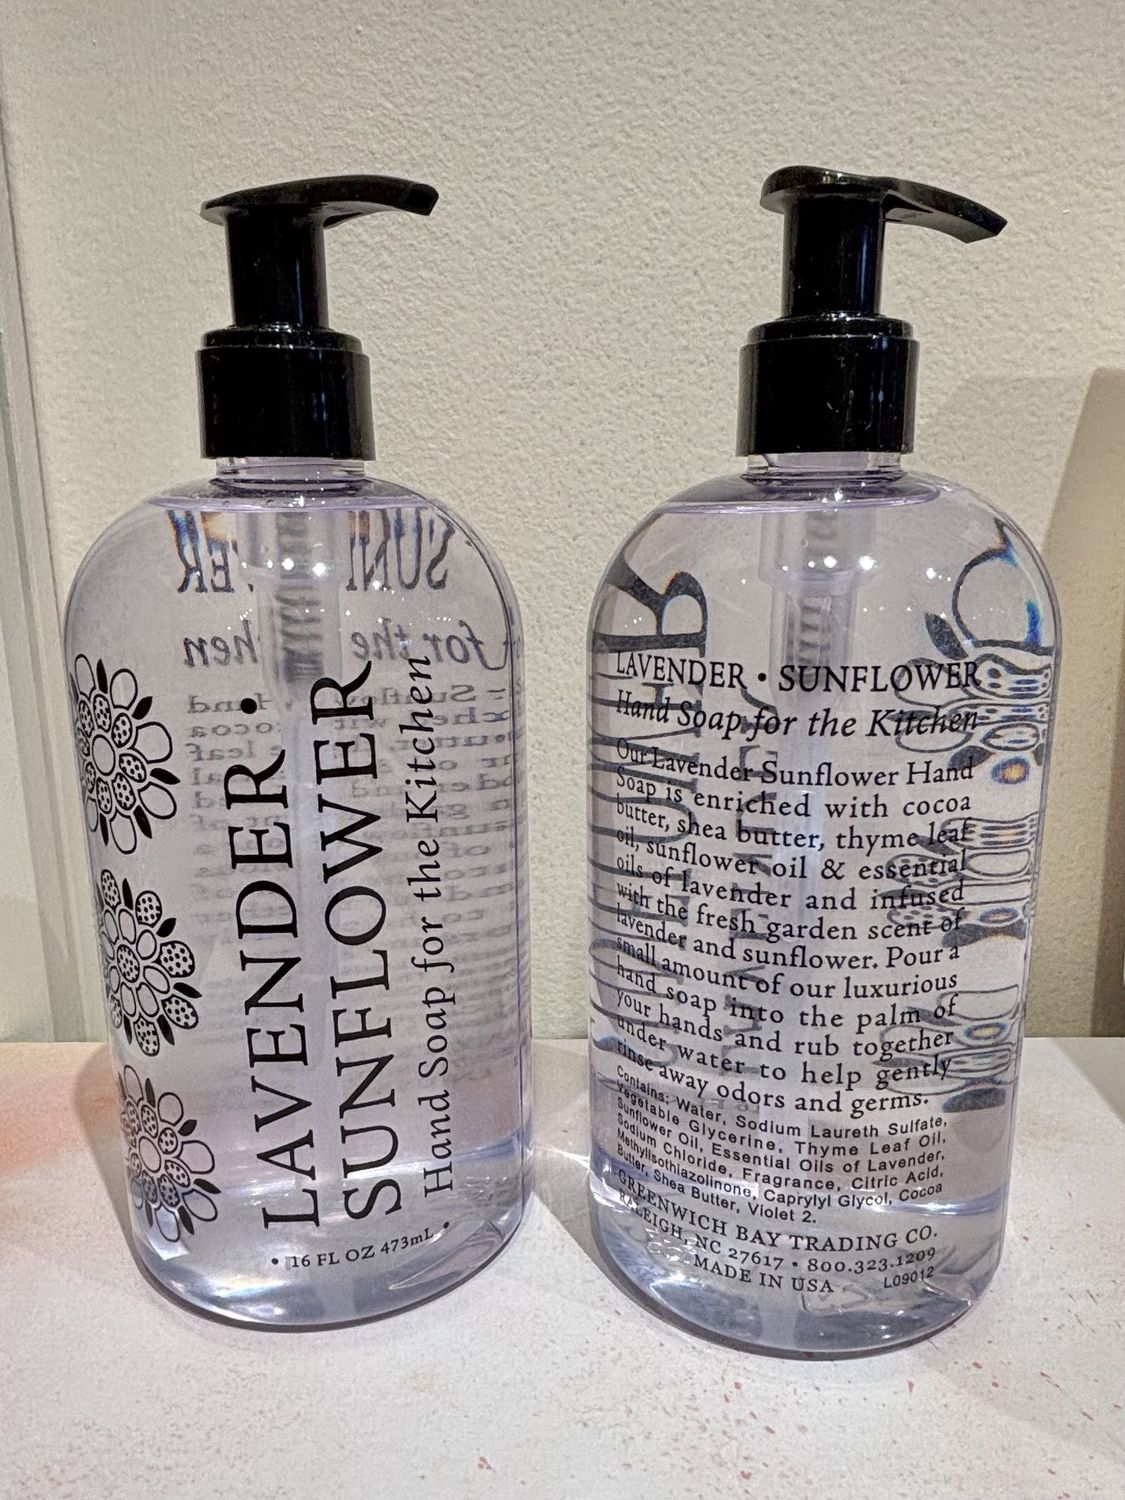 LAVENDER •
SUNFLOWER
Hand Soap for the Kitchen
• 16 FL OZ 473mL •
LAVENDER • SUNFLOWER
Hand Soap for the Kitchen
Our Lavender Sunflower Hand
Soap is enriched with cocoa
butter, shea butter, thyme leaf
oil, sunflower oil & essential
oils of lavender and infused
with the fresh garden scent of
lavender and sunflower. Pour a
small amount of our luxurious
hand soap into the palm of
your hands and rub together
under water to help gently
rinse away odors and germs.
Contains: Water, Sodium Laureth Sulfate,
Vegetable Glycerine, Thyme Leaf Oil,
Sunflower Oil, Essential Oils of Lavender,
Sodium Chloride, Fragrance, Citric Acid,
Methylisothiazolinone, Caprylyl Glycol, Cocoa
Butter, Shea Butter, Violet 2.
GREENWICH BAY TRADING CO.
RALEIGH, NC 27617 • 800.323.1209
MADE IN USA L09012